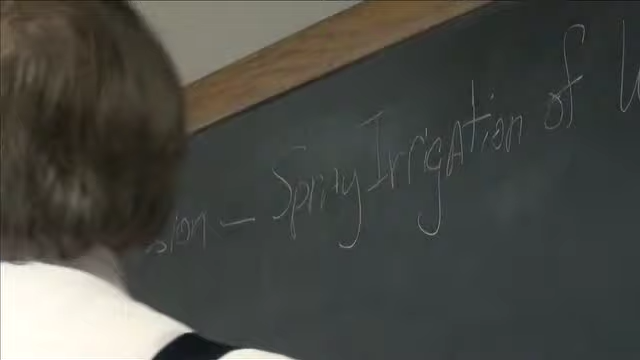 sion — Spray Irrigation of